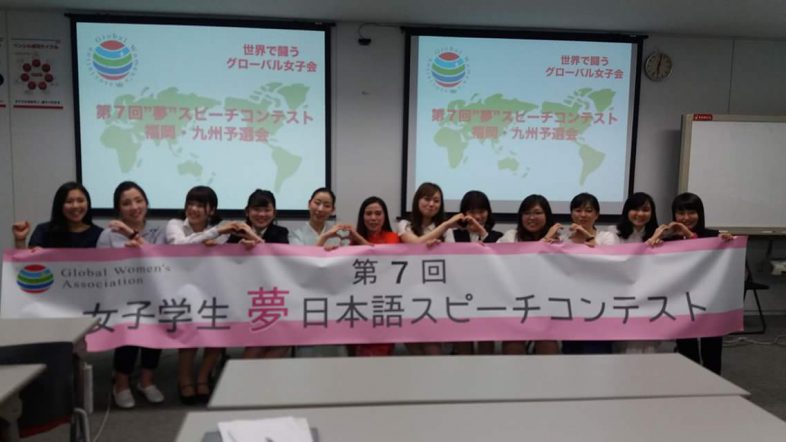 世界で闘う
グローバル女子会
第7回"夢"スピーチコンテスト
福岡・九州予選会
世界で闘う
グローバル女子会
第7回"夢"スピーチコンテスト
福岡・九州予選会
Global Women's
Association
第7回
女子学生 夢 日本語スピーチコンテスト